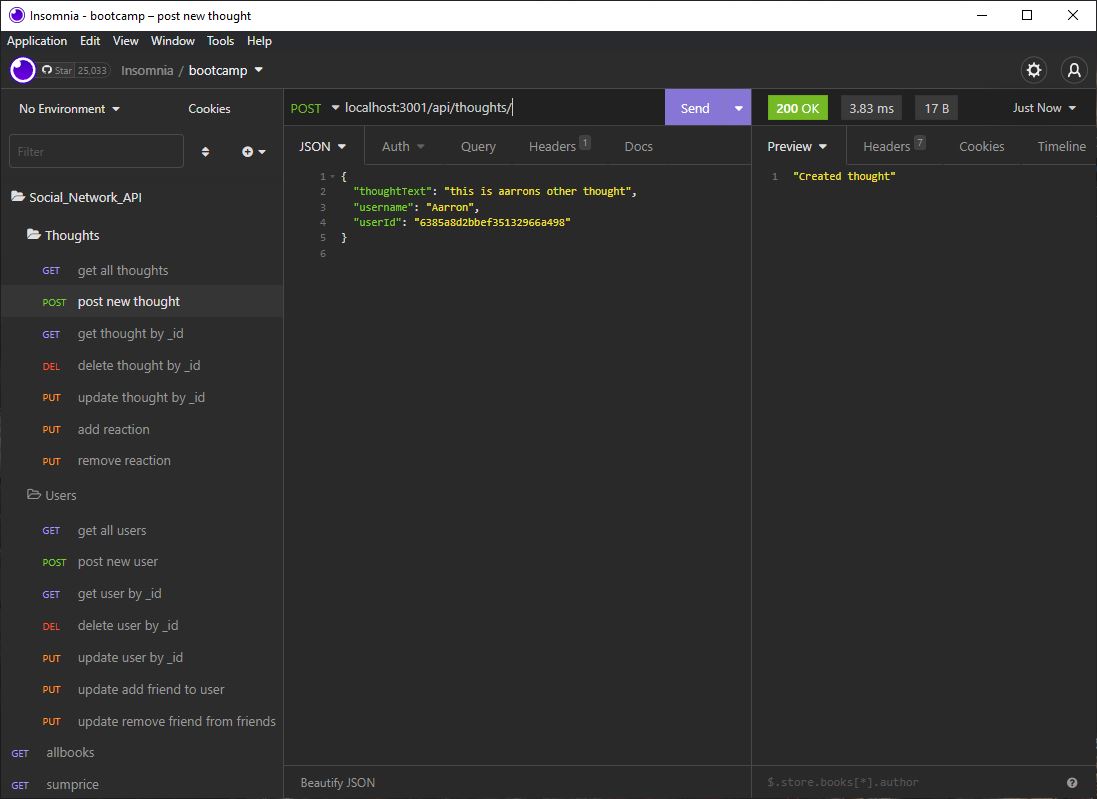 Insomnia - bootcamp – post new thought
Application Edit View Window Tools Help
Star 25,033 Insomnia / bootcamp
No Environment Cookies
Filter
Social_Network_API
Thoughts
GET get all thoughts
POST post new thought
GET get thought by _id
DEL delete thought by _id
PUT update thought by _id
PUT add reaction
PUT remove reaction
Users
GET get all users
POST post new user
GET get user by _id
DEL delete user by _id
PUT update user by _id
PUT update add friend to user
PUT update remove friend from friends
GET allbooks
GET sumprice
POST localhost:3001/api/thoughts/ Send
JSON Auth Query Headers 1 Docs
1 {
2 "thoughtText": "this is aarrons other thought",
3 "username": "Aarron",
4 "userId": "6385a8d2bbef35132966a498"
5 }
6
Beautify JSON
200 OK 3.83 ms 17 B Just Now
Preview Headers 7 Cookies Timeline
1 "Created thought"
$.store.books[*].author